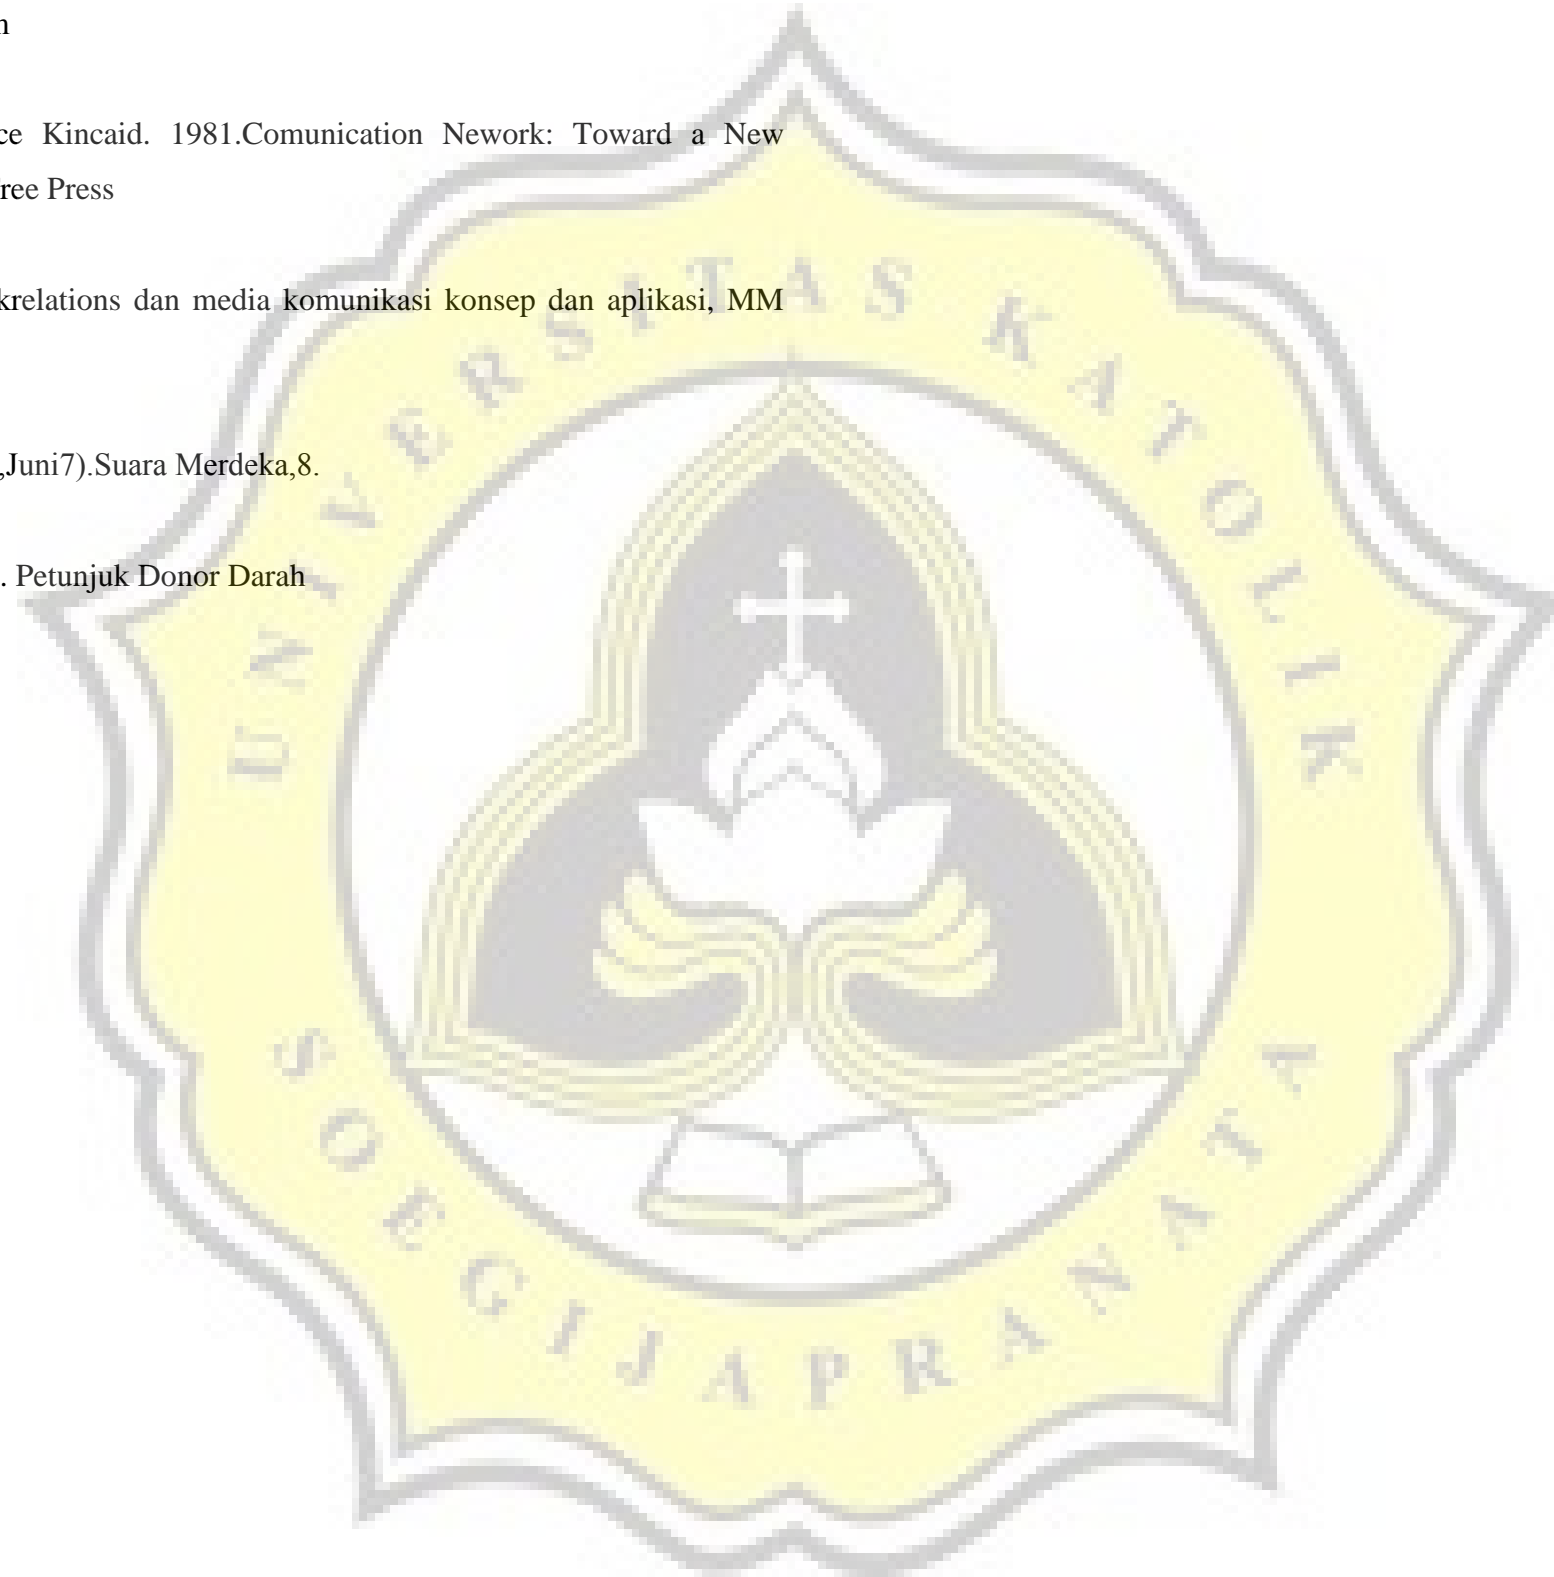 ce Kincaid. 1981.Comunication Nework: Toward a New
ree Press
krelations dan media komunikasi konsep dan aplikasi, MM
,Juni7).Suara Merdeka,8.
. Petunjuk Donor Darah
UNIVERSITAS KATOLIK
SOEGIJAPRANATA